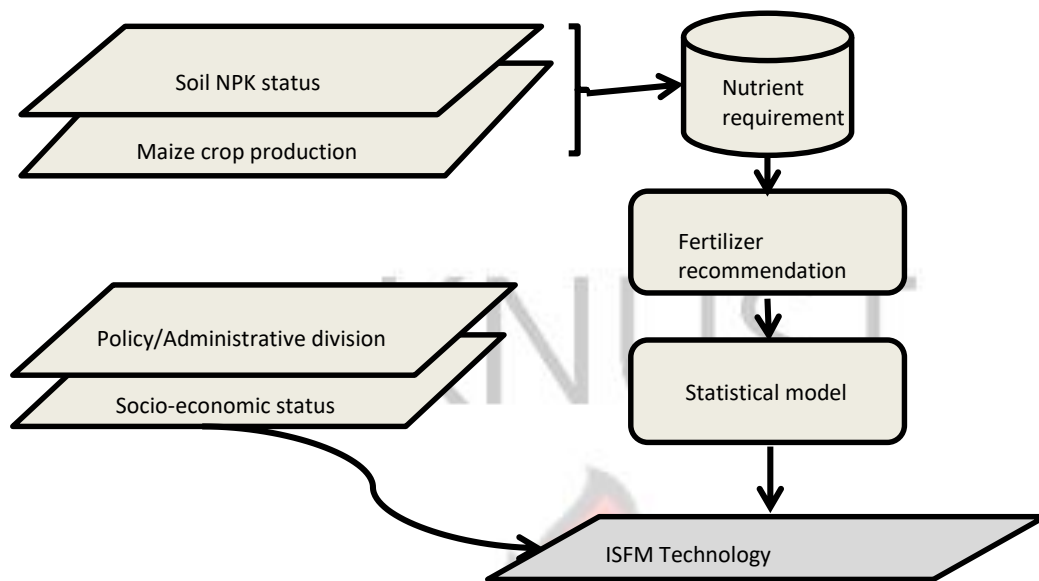 Soil NPK status
Maize crop production
Nutrient
requirement
Fertilizer
recommendation
Policy/Administrative division
Socio-economic status
Statistical model
ISFM Technology
KNUST